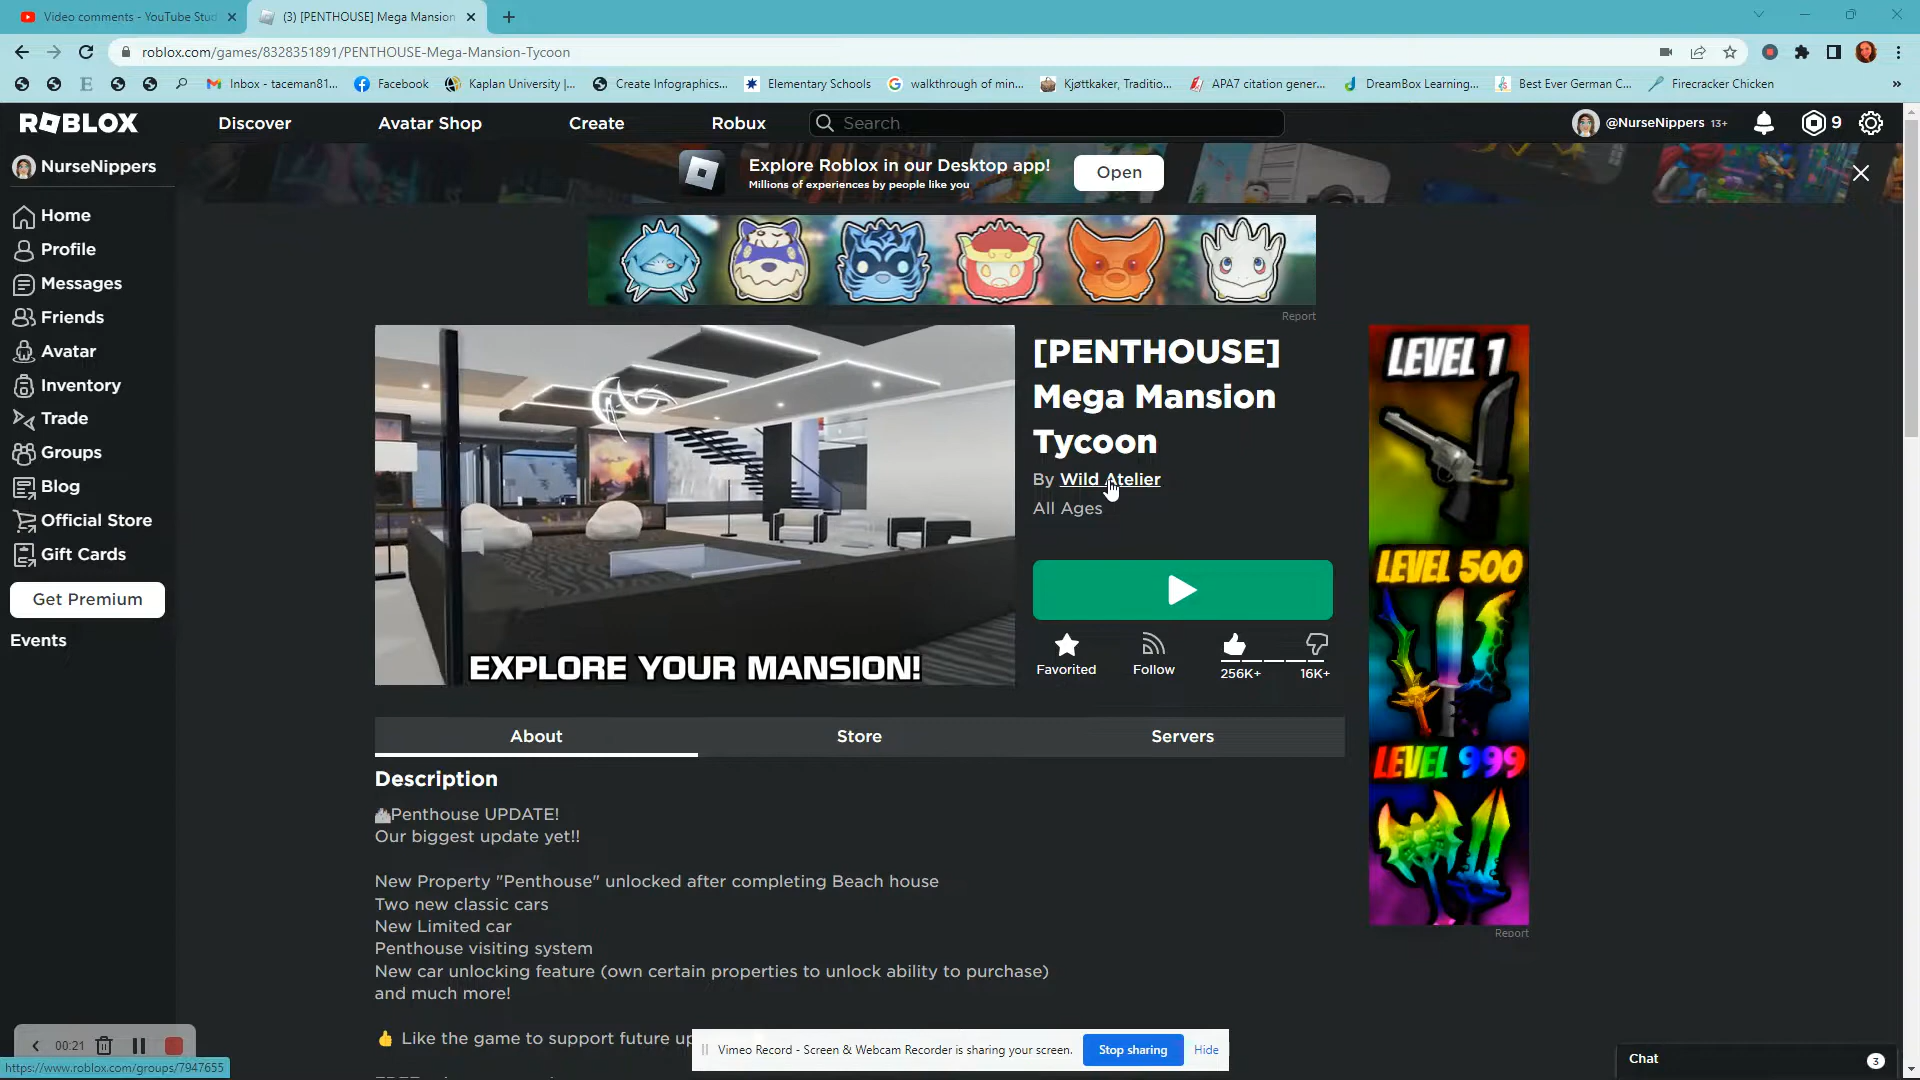 Video comments - YouTube Stud
(3) [PENTHOUSE] Mega Mansion
roblox.com/games/8328351891/PENTHOUSE-Mega-Mansion-Tycoon
Inbox - taceman81...
Facebook
Kaplan University |...
Create Infographics...
Elementary Schools
walkthrough of min...
Kjøttkaker, Traditio...
APA7 citation gener...
DreamBox Learning...
Best Ever German C...
Firecracker Chicken
»
ROBLOX
Discover
Avatar Shop
Create
Robux
Search
@NurseNippers 13+
9
NurseNippers
Home
Profile
Messages
Friends
Avatar
Inventory
Trade
Groups
Blog
Official Store
Gift Cards
Get Premium
Events
Explore Roblox in our Desktop app!
Millions of experiences by people like you
Open
Report
EXPLORE YOUR MANSION!
[PENTHOUSE]
Mega Mansion
Tycoon
By Wild Atelier
All Ages
Favorited
Follow
256K+
16K+
LEVEL 1
LEVEL 500
LEVEL 999
Report
About
Store
Servers
Description
Penthouse UPDATE!
Our biggest update yet!!
New Property "Penthouse" unlocked after completing Beach house
Two new classic cars
New Limited car
Penthouse visiting system
New car unlocking feature (own certain properties to unlock ability to purchase)
and much more!
👍 Like the game to support future up
00:21
https://www.roblox.com/groups/7947655
Vimeo Record - Screen & Webcam Recorder is sharing your screen.
Stop sharing
Hide
Chat
3